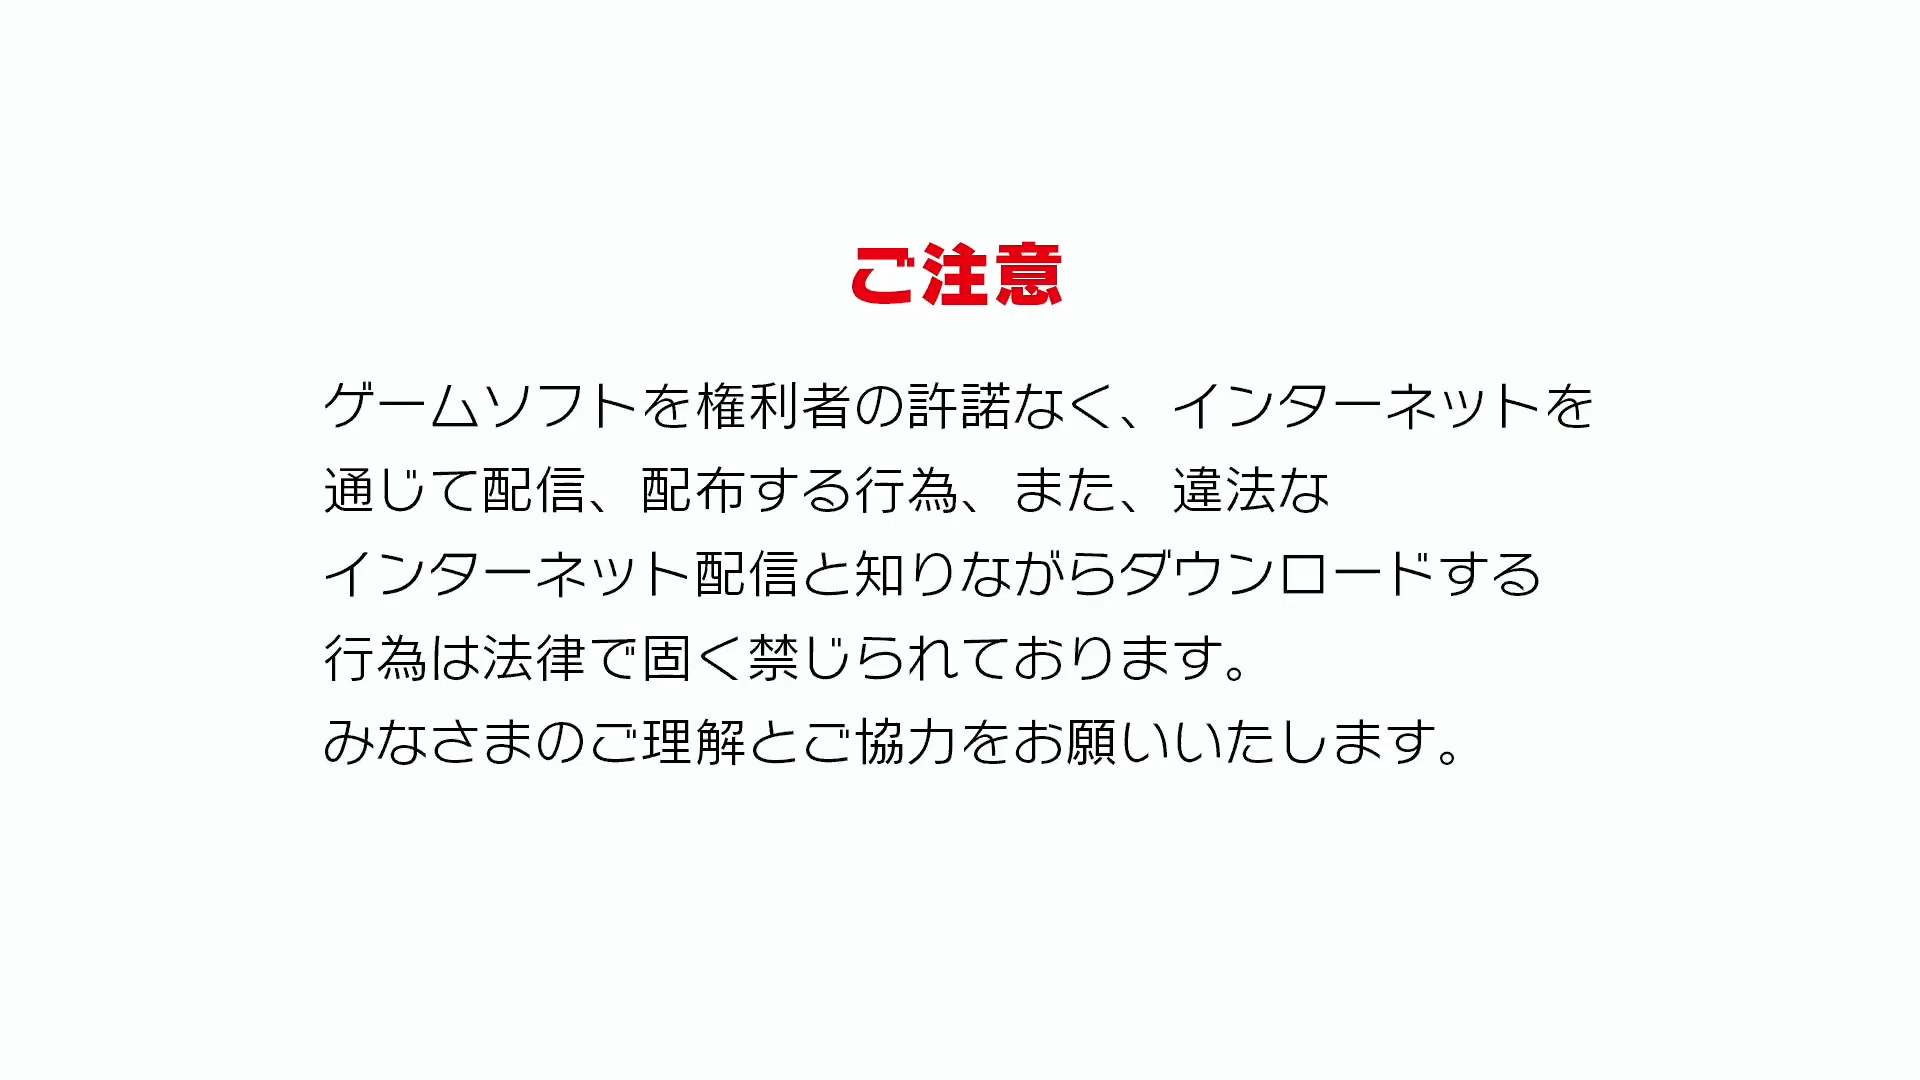 ご注意
ゲームソフトを権利者の許諾なく、インターネットを
通じて配信、配布する行為、また、違法な
インターネット配信と知りながらダウンロードする
行為は法律で固く禁じられております。
みなさまのご理解とご協力をお願いいたします。